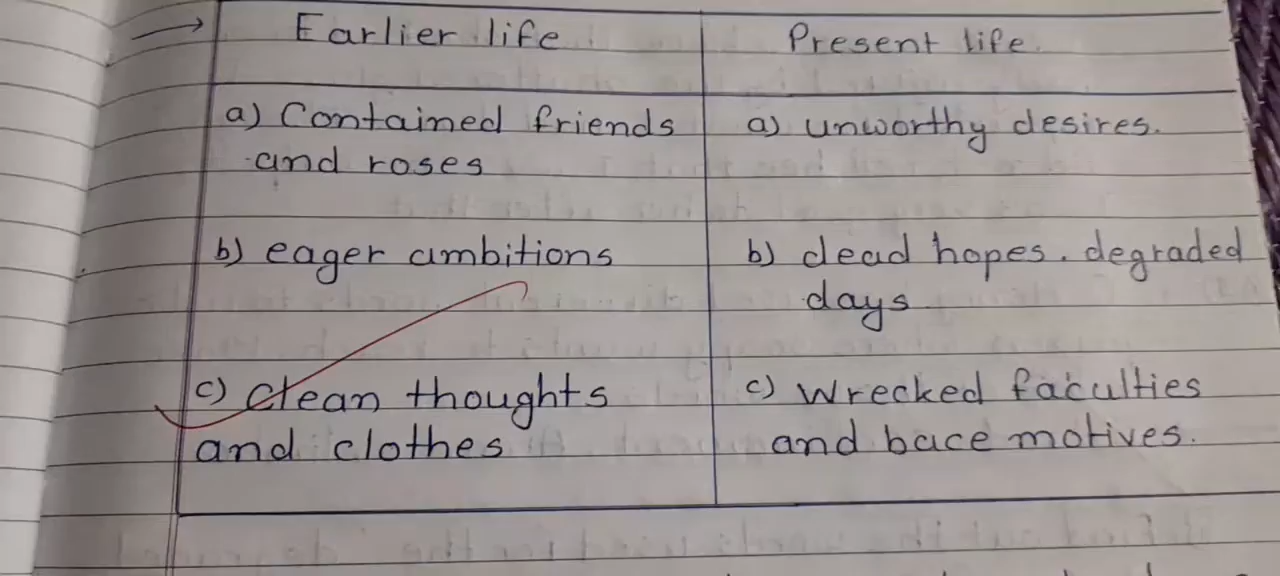 → Earlier life Present life.
a) Contained friends a) unworthy desires.
and roses
b) eager ambitions b) dead hopes. degraded
days
c) clean thoughts c) Wrecked faculties
and clothes and bace motives.